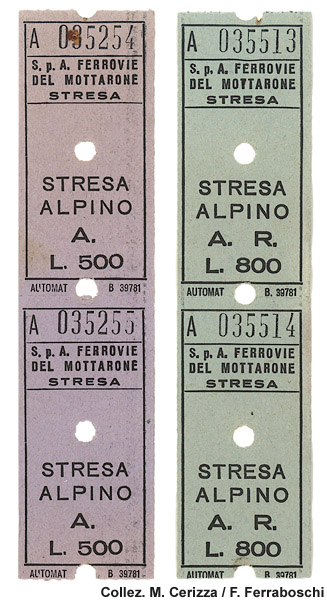 A 035254
S. p. A. FERROVIE
DEL MOTTARONE
STRESA
STRESA
ALPINO
A.
L. 500
AUTOMAT B. 39781
A 035255
S. p. A. FERROVIE
DEL MOTTARONE
STRESA
STRESA
ALPINO
A.
L. 500
AUTOMAT B. 39781
A 035513
S. p. A. FERROVIE
DEL MOTTARONE
STRESA
STRESA
ALPINO
A. R.
L. 800
AUTOMAT B. 39781
A 035514
S. p. A. FERROVIE
DEL MOTTARONE
STRESA
STRESA
ALPINO
A. R.
L. 800
AUTOMAT B. 39781
Collez. M. Cerizza / F. Ferraboschi